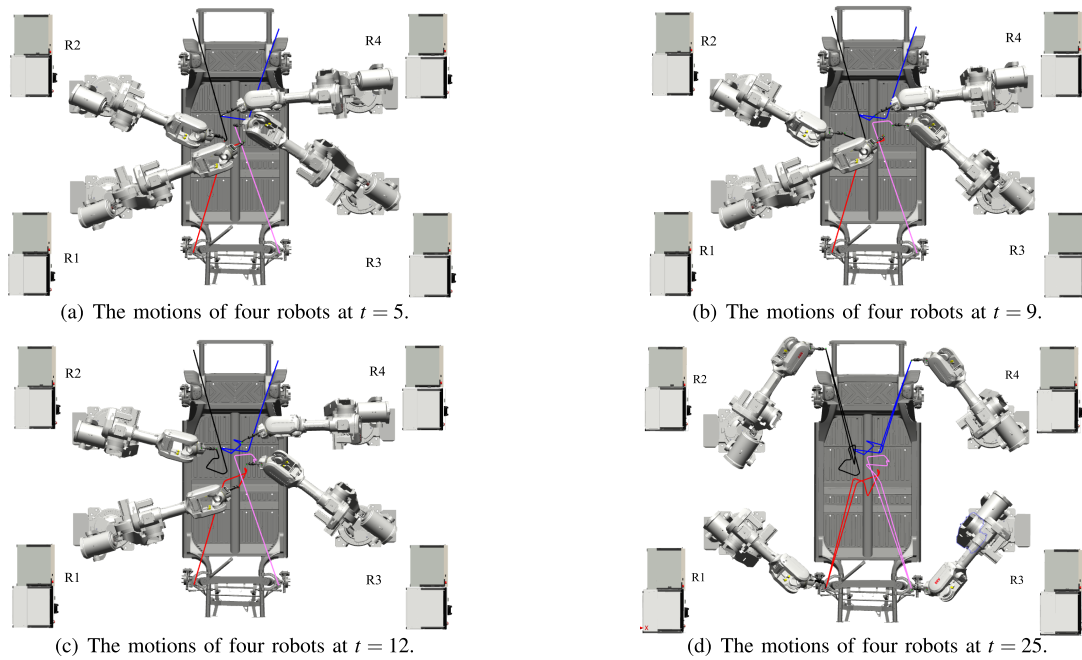 R2
R4
R1
R3
(a) The motions of four robots at t = 5.
R2
R4
R1
R3
(b) The motions of four robots at t = 9.
R2
R4
R1
R3
(c) The motions of four robots at t = 12.
R2
R4
R1
R3
X
(d) The motions of four robots at t = 25.